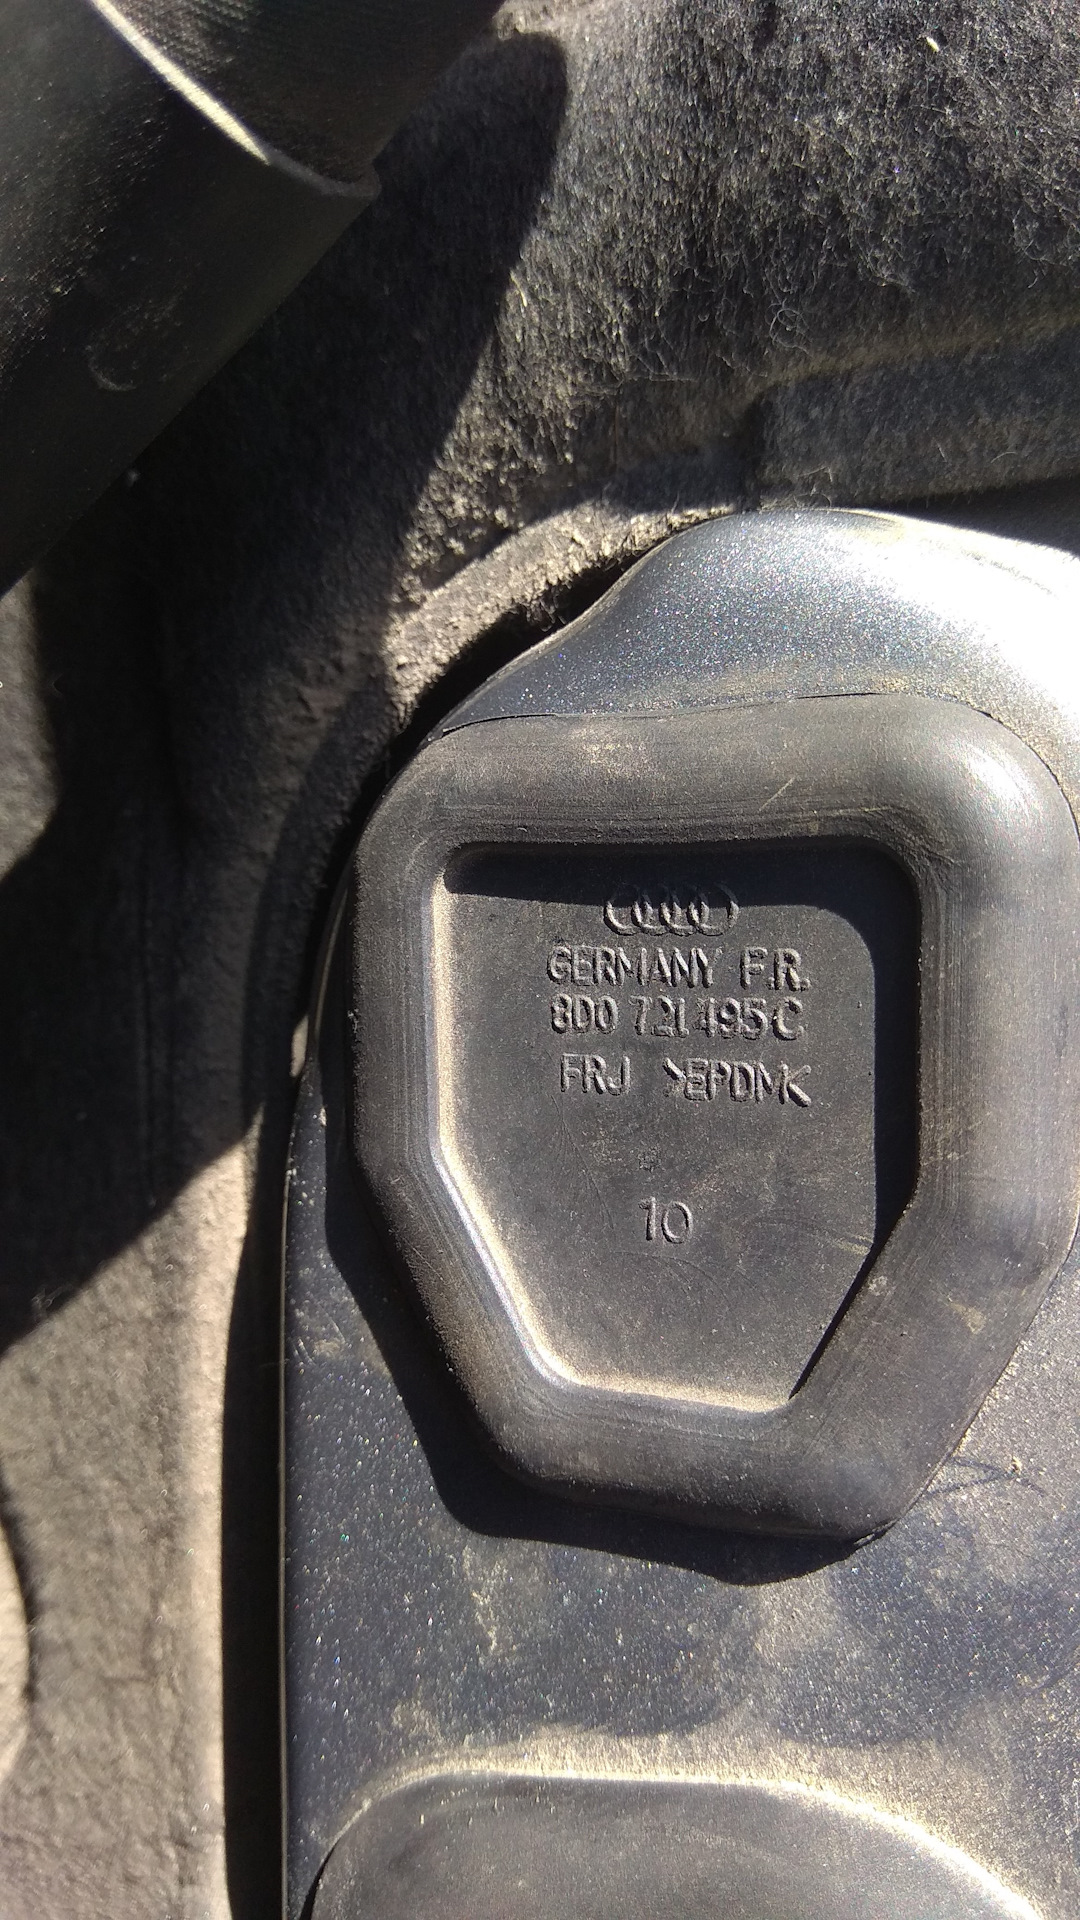 GERMANY F.R.
8D0 721 495 C
FRJ >EPDM<
10